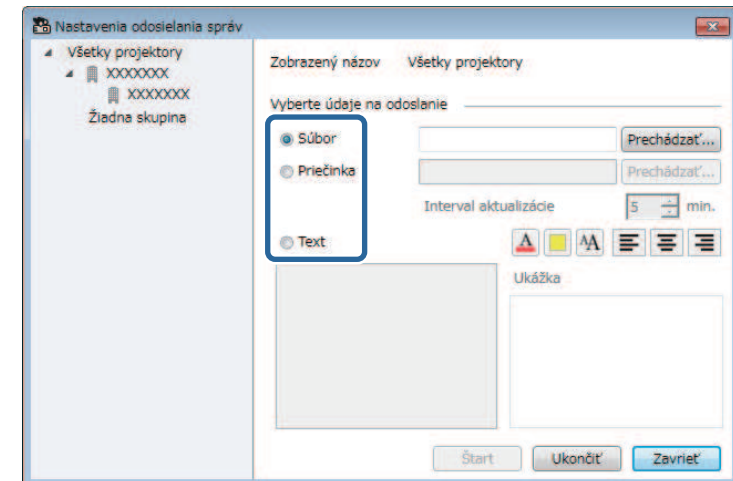 Nastavenia odosielania správ
Všetky projektory
XXXXXXX
XXXXXXX
Žiadna skupina
Zobrazený názov Všetky projektory
Vyberte údaje na odoslanie
Súbor Prechádzať...
Priečinka Prechádzať...
Interval aktualizácie 5 min.
Text A AA
Ukážka
Štart Ukončiť Zavrieť